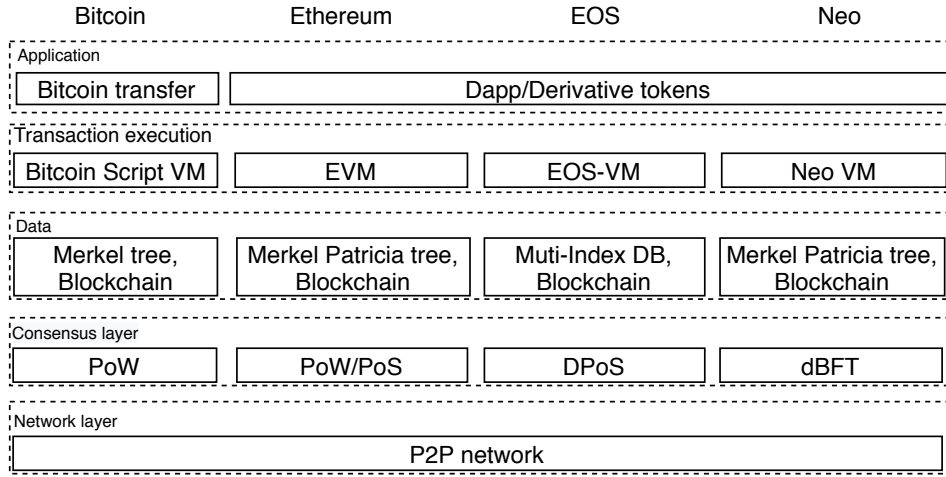 Bitcoin Ethereum EOS Neo
Application
Bitcoin transfer Dapp/Derivative tokens
Transaction execution
Bitcoin Script VM EVM EOS-VM Neo VM
Data
Merkel tree, Merkel Patricia tree, Muti-Index DB, Merkel Patricia tree,
Blockchain Blockchain Blockchain Blockchain
Consensus layer
PoW PoW/PoS DPoS dBFT
Network layer
P2P network